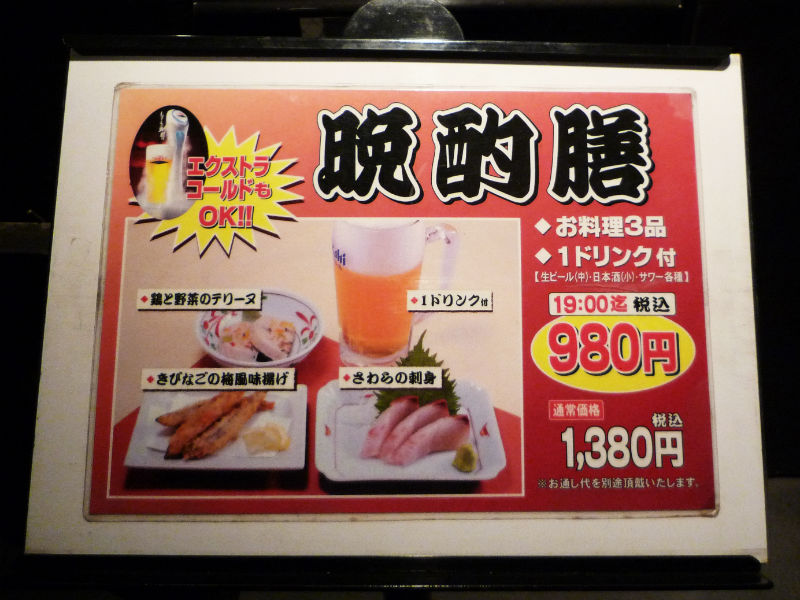 晩酌膳
エクストラ
コールドも
OK!!
◆お料理3品
◆1ドリンク付
【生ビール(中)・日本酒(小)・サワー各種】
19:00迄 税込
980円
通常価格
税込
1,380円
※お通し代を別途頂戴いたします。
◆鶏と野菜のテリーヌ
◆1ドリンク付
◆きびなごの梅風味揚げ
◆さわらの刺身